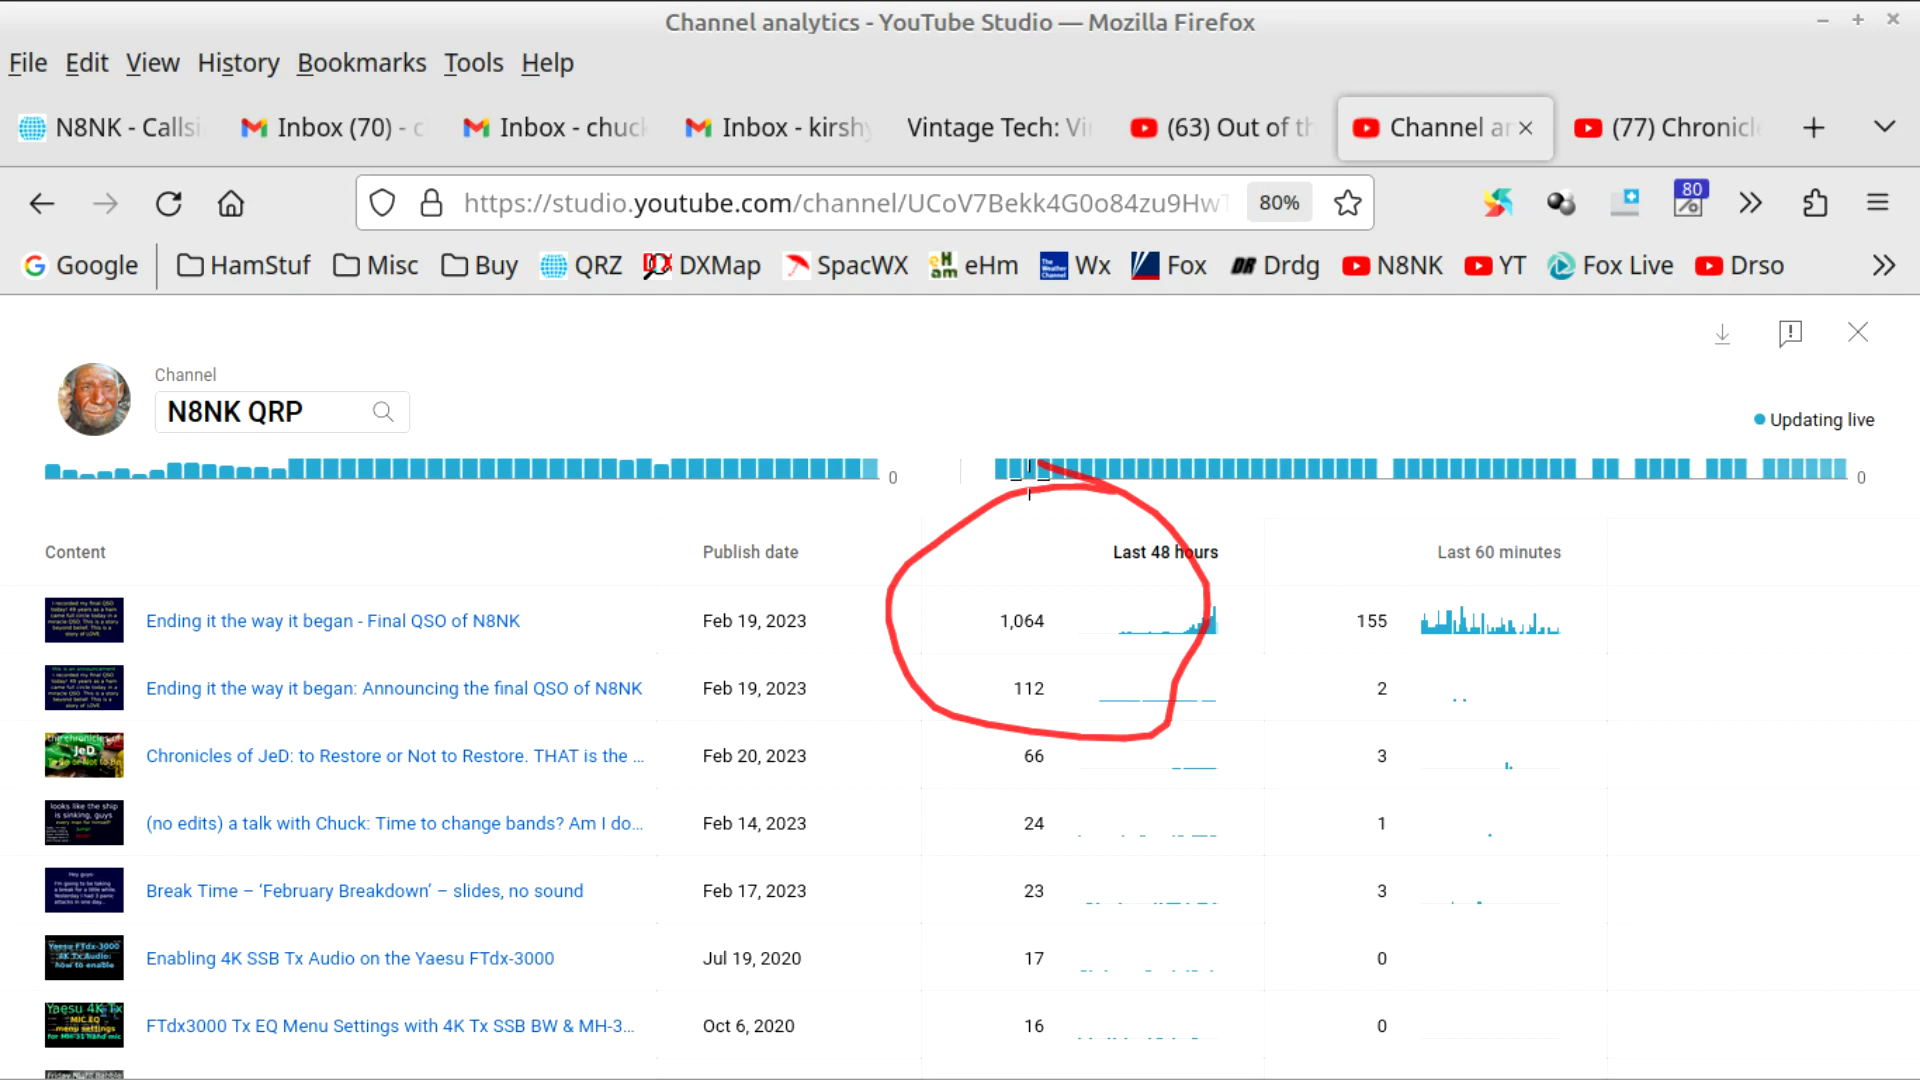 Channel analytics - YouTube Studio — Mozilla Firefox
File Edit View History Bookmarks Tools Help
N8NK - Callsi Inbox (70) - c Inbox - chuck Inbox - kirshy Vintage Tech: Vi (63) Out of th Channel an (77) Chronicle
https://studio.youtube.com/channel/UCoV7Bekk4G0o84zu9HwT 80% 80
Google HamStuf Misc Buy QRZ DXMap SpacWX eHm Wx Fox Drdg N8NK YT Fox Live Drso
Channel
N8NK QRP
Updating live
0 0
Content Publish date Last 48 hours Last 60 minutes
Ending it the way it began - Final QSO of N8NK Feb 19, 2023 1,064 155
Ending it the way it began: Announcing the final QSO of N8NK Feb 19, 2023 112 2
Chronicles of JeD: to Restore or Not to Restore. THAT is the ... Feb 20, 2023 66 3
(no edits) a talk with Chuck: Time to change bands? Am I do... Feb 14, 2023 24 1
Break Time – ‘February Breakdown’ – slides, no sound Feb 17, 2023 23 3
Enabling 4K SSB Tx Audio on the Yaesu FTdx-3000 Jul 19, 2020 17 0
FTdx3000 Tx EQ Menu Settings with 4K Tx SSB BW & MH-3... Oct 6, 2020 16 0